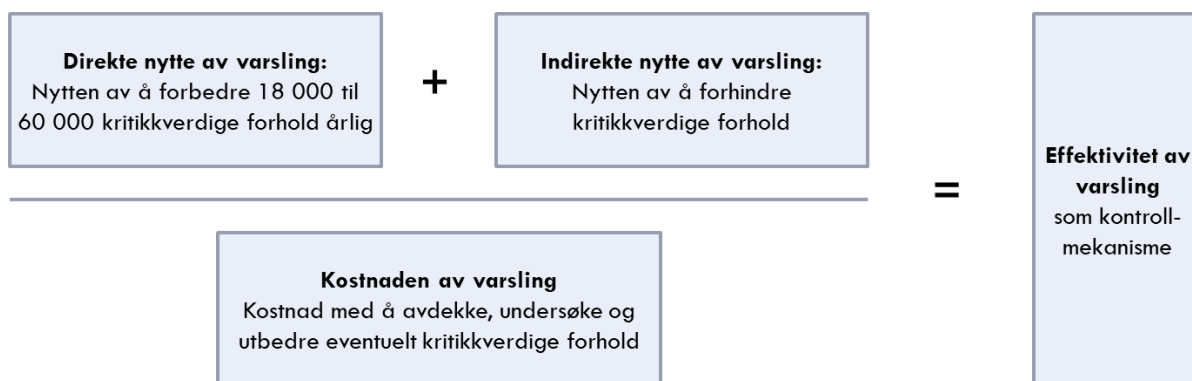 Direkte nytte av varsling:
Nytten av å forbedre 18 000 til
60 000 kritikkverdige forhold årlig
+
Indirekte nytte av varsling:
Nytten av å forhindre
kritikkverdige forhold
Kostnaden av varsling
Kostnad med å avdekke, undersøke og
utbedre eventuelt kritikkverdige forhold
=
Effektivitet av
varsling
som kontroll-
mekanisme